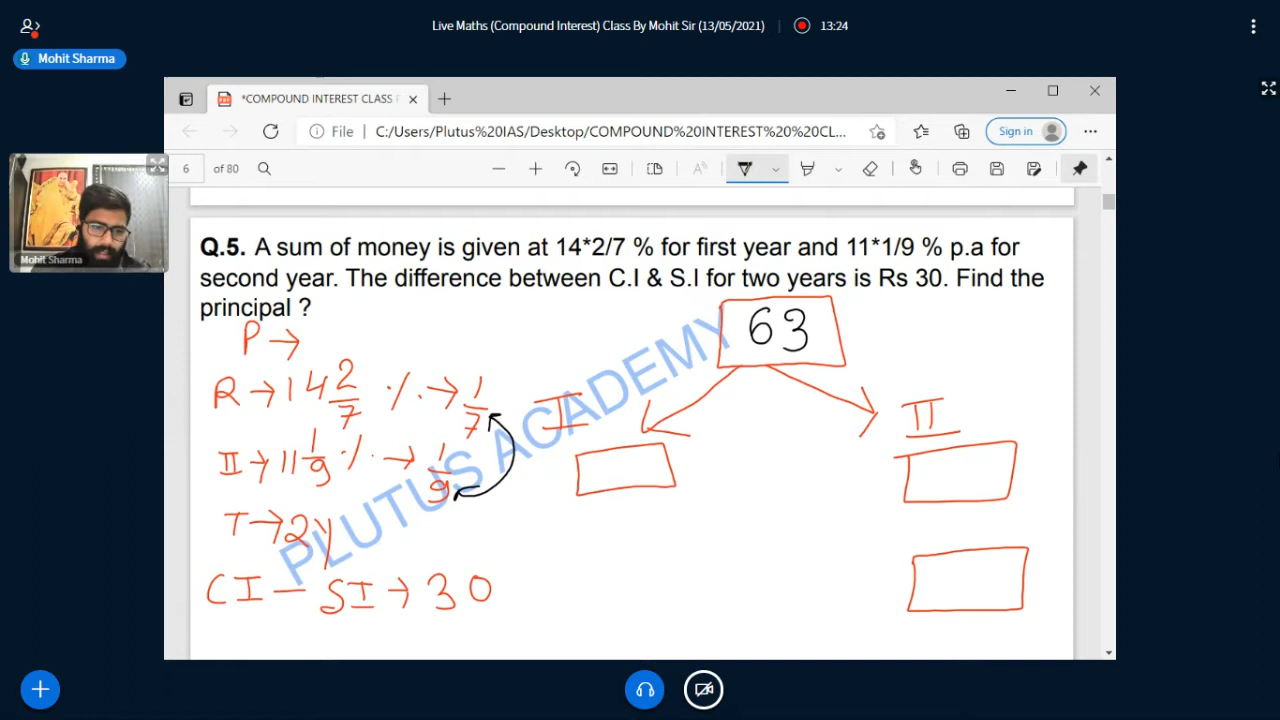 Live Maths (Compound Interest) Class By Mohit Sir (13/05/2021)
13:24
Mohit Sharma
*COMPOUND INTEREST CLASS P
File
C:/Users/Plutus%20IAS/Desktop/COMPOUND%20INTEREST%20%20CL...
Sign in
6 of 80
Mohit Sharma
Q.5. A sum of money is given at 14*2/7 % for first year and 11*1/9 % p.a for
second year. The difference between C.I & S.I for two years is Rs 30. Find the
principal ?
63
P →
R → 14 2/7 % → 1/7
I
II
II → 11 1/9 % → 1/9
T → 2y
CI – SI → 30
PLUTUS ACADEMY